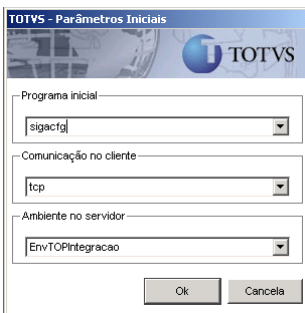 TOTVS - Parâmetros Iniciais
TOTVS
Programa inicial
sigacfg
Comunicação no cliente
tcp
Ambiente no servidor
EnvTOPIntegracao
Ok Cancela